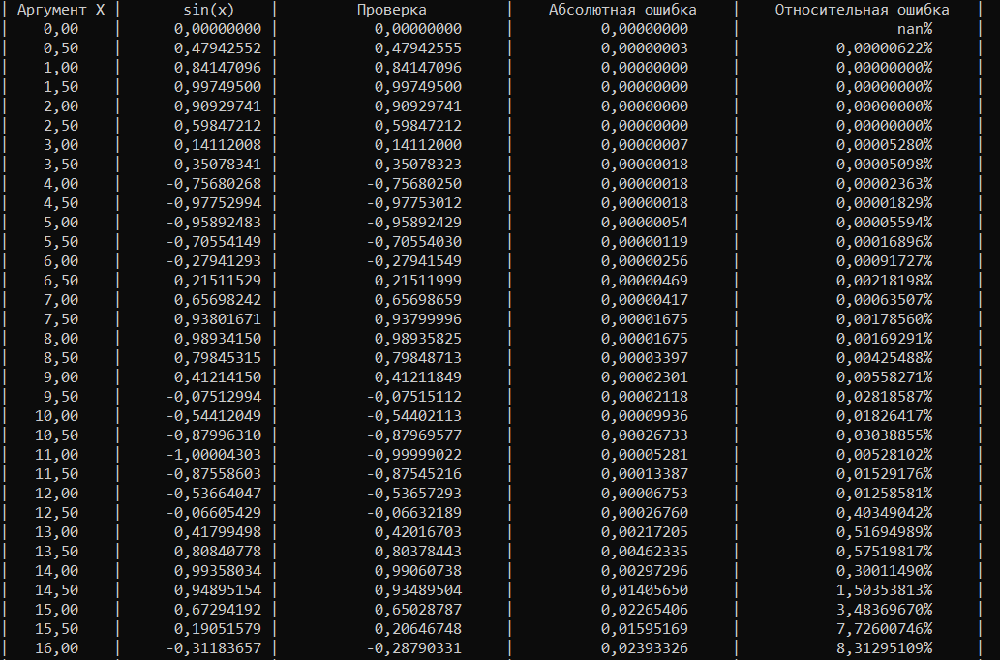 | Аргумент X | sin(x) | Проверка | Абсолютная ошибка | Относительная ошибка |
| 0,00 | 0,00000000 | 0,00000000 | 0,00000000 | nan% |
| 0,50 | 0,47942552 | 0,47942555 | 0,00000003 | 0,00000622% |
| 1,00 | 0,84147096 | 0,84147096 | 0,00000000 | 0,00000000% |
| 1,50 | 0,99749500 | 0,99749500 | 0,00000000 | 0,00000000% |
| 2,00 | 0,90929741 | 0,90929741 | 0,00000000 | 0,00000000% |
| 2,50 | 0,59847212 | 0,59847212 | 0,00000000 | 0,00000000% |
| 3,00 | 0,14112008 | 0,14112000 | 0,00000007 | 0,00005280% |
| 3,50 | -0,35078341 | -0,35078323 | 0,00000018 | 0,00005098% |
| 4,00 | -0,75680268 | -0,75680250 | 0,00000018 | 0,00002363% |
| 4,50 | -0,97752994 | -0,97753012 | 0,00000018 | 0,00001829% |
| 5,00 | -0,95892483 | -0,95892429 | 0,00000054 | 0,00005594% |
| 5,50 | -0,70554149 | -0,70554030 | 0,00000119 | 0,00016896% |
| 6,00 | -0,27941293 | -0,27941549 | 0,00000256 | 0,00091727% |
| 6,50 | 0,21511529 | 0,21511999 | 0,00000469 | 0,00218198% |
| 7,00 | 0,65698242 | 0,65698659 | 0,00000417 | 0,00063507% |
| 7,50 | 0,93801671 | 0,93799996 | 0,00001675 | 0,00178560% |
| 8,00 | 0,98934150 | 0,98935825 | 0,00001675 | 0,00169291% |
| 8,50 | 0,79845315 | 0,79848713 | 0,00003397 | 0,00425488% |
| 9,00 | 0,41214150 | 0,41211849 | 0,00002301 | 0,00558271% |
| 9,50 | -0,07512994 | -0,07515112 | 0,00002118 | 0,02818587% |
| 10,00 | -0,54412049 | -0,54402113 | 0,00009936 | 0,01826417% |
| 10,50 | -0,87996310 | -0,87969577 | 0,00026733 | 0,03038855% |
| 11,00 | -1,00004303 | -0,99999022 | 0,00005281 | 0,00528102% |
| 11,50 | -0,87558603 | -0,87545216 | 0,00013387 | 0,01529176% |
| 12,00 | -0,53664047 | -0,53657293 | 0,00006753 | 0,01258581% |
| 12,50 | -0,06605429 | -0,06632189 | 0,00026760 | 0,40349042% |
| 13,00 | 0,41799498 | 0,42016703 | 0,00217205 | 0,51694989% |
| 13,50 | 0,80840778 | 0,80378443 | 0,00462335 | 0,57519817% |
| 14,00 | 0,99358034 | 0,99060738 | 0,00297296 | 0,30011490% |
| 14,50 | 0,94895154 | 0,93489504 | 0,01405650 | 1,50353813% |
| 15,00 | 0,67294192 | 0,65028787 | 0,02265406 | 3,48369670% |
| 15,50 | 0,19051579 | 0,20646748 | 0,01595169 | 7,72600746% |
| 16,00 | -0,31183657 | -0,28790331 | 0,02393326 | 8,31295109% |